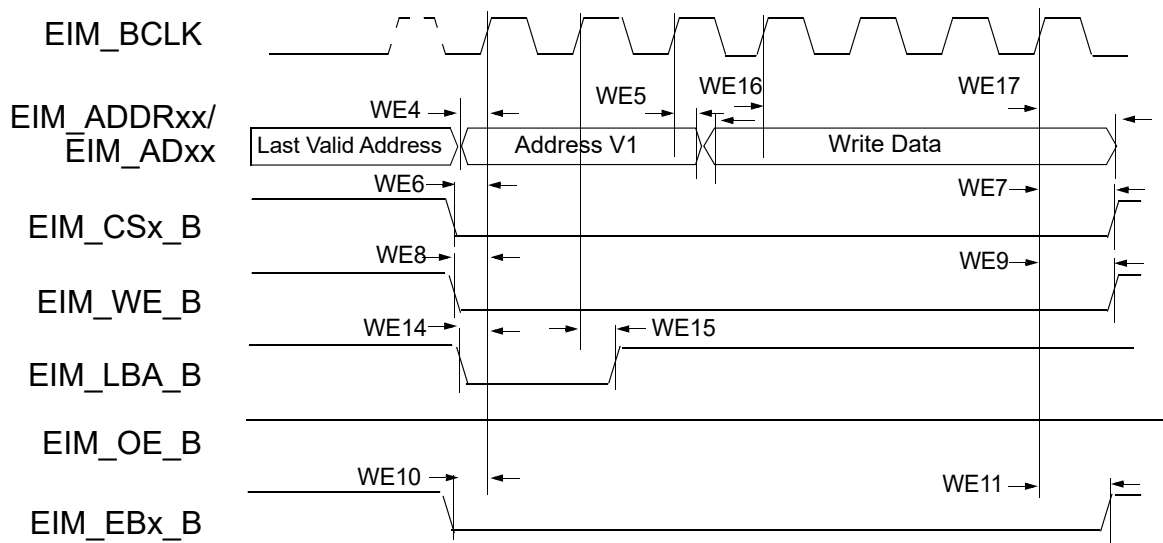 EIM_BCLK
WE4
WE5
WE16
WE17
EIM_ADDRxx/
EIM_ADxx
Last Valid Address
Address V1
Write Data
WE6
WE7
EIM_CSx_B
WE8
WE9
EIM_WE_B
WE14
WE15
EIM_LBA_B
EIM_OE_B
WE10
WE11
EIM_EBx_B